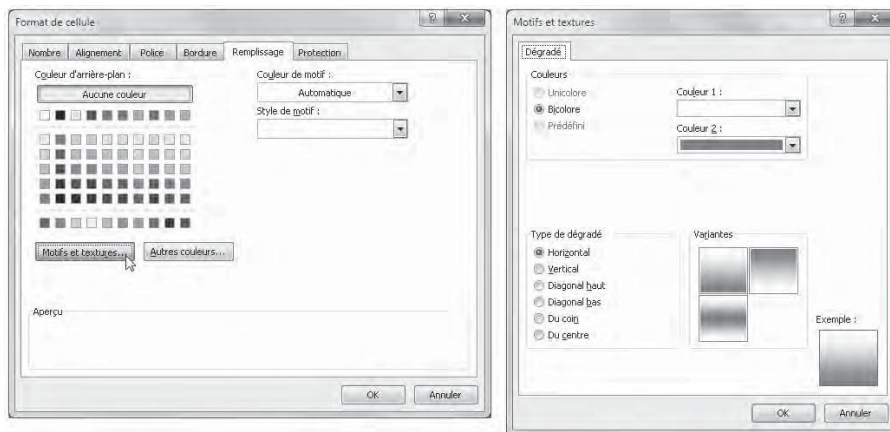 Format de cellule
Nombre Alignement Police Bordure Remplissage Protection
Couleur d'arrière-plan :
Aucune couleur
Couleur de motif :
Automatique
Style de motif :
Motifs et textures...
Autres couleurs...
Aperçu
OK Annuler
Motifs et textures
Dégradé
Couleurs
Unicolore
Bicolore
Prédéfini
Couleur 1 :
Couleur 2 :
Type de dégradé
Horizontal
Vertical
Diagonal haut
Diagonal bas
Du coin
Du centre
Variantes
Exemple :
OK Annuler